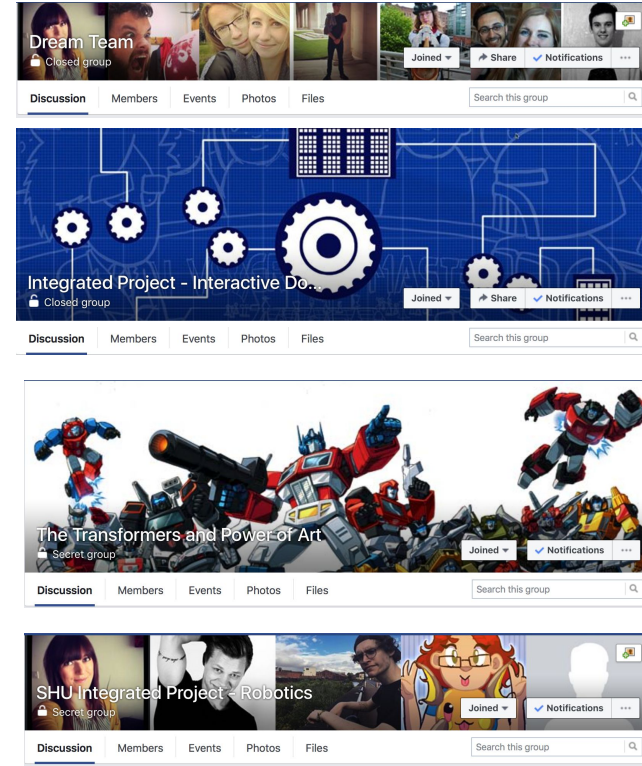 Dream Team
Closed group
Joined Share Notifications
Discussion Members Events Photos Files Search this group
Integrated Project - Interactive Do...
Closed group
Joined Share Notifications
Discussion Members Events Photos Files Search this group
The Transformers and Power of Art
Secret group
Joined Notifications
Discussion Members Events Photos Files Search this group
SHU Integrated Project - Robotics
Secret group
Joined Notifications
Discussion Members Events Photos Files Search this group